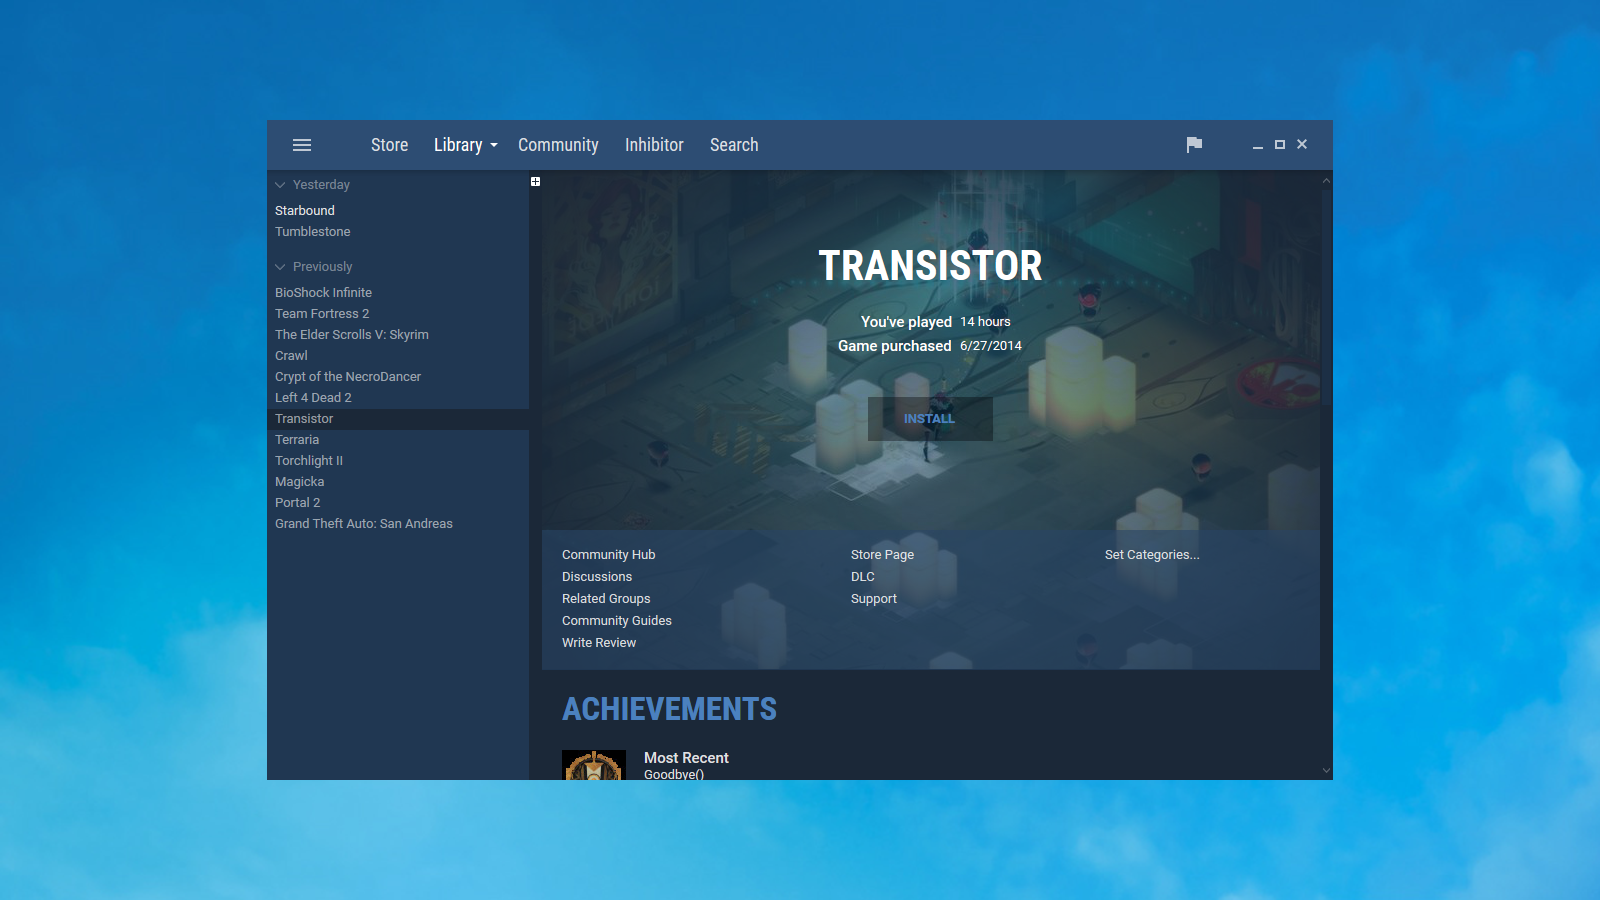 Store Library Community Inhibitor Search
Yesterday
Starbound
Tumblestone
Previously
BioShock Infinite
Team Fortress 2
The Elder Scrolls V: Skyrim
Crawl
Crypt of the NecroDancer
Left 4 Dead 2
Transistor
Terraria
Torchlight II
Magicka
Portal 2
Grand Theft Auto: San Andreas
TRANSISTOR
You've played 14 hours
Game purchased 6/27/2014
INSTALL
Community Hub
Discussions
Related Groups
Community Guides
Write Review
Store Page
DLC
Support
Set Categories...
ACHIEVEMENTS
Most Recent
Goodbye()